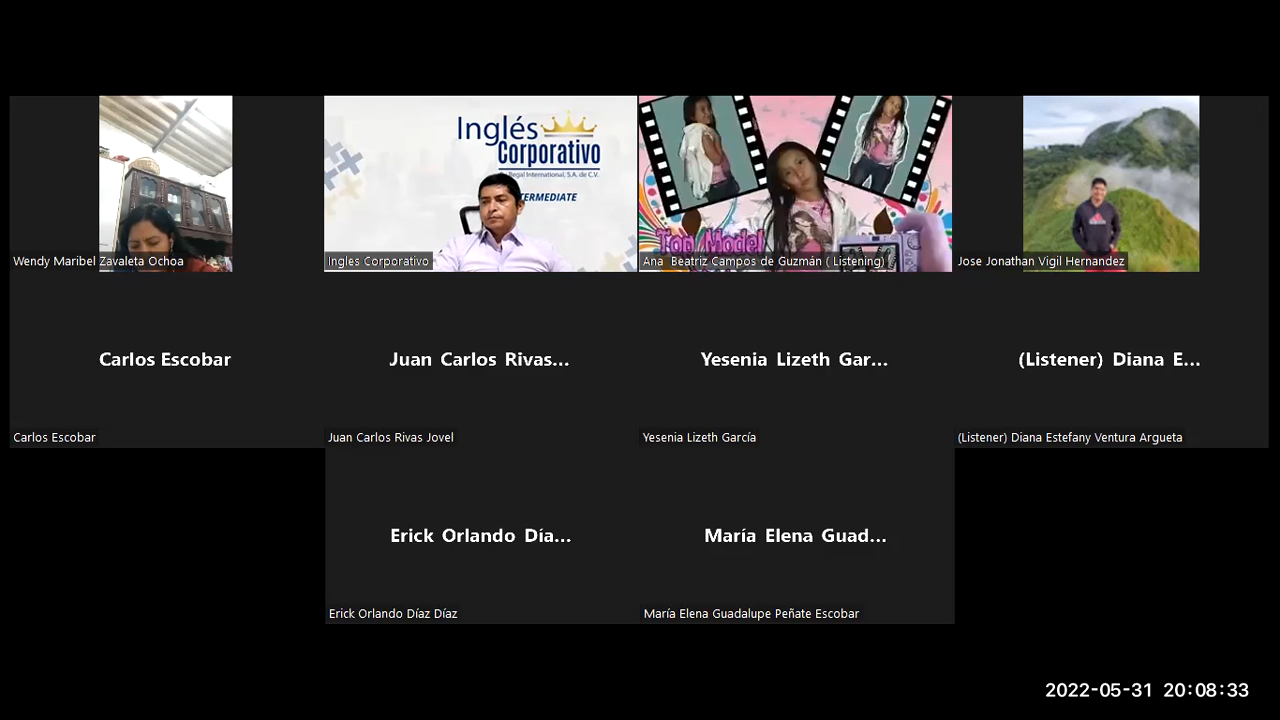 Inglés
Corporativo
Regal International, S.A. de C.V.
TERMEDIATE
Top Model
Wendy Maribel Zavaleta Ochoa
Ingles Corporativo
Ana Beatriz Campos de Guzmán ( Listening)
Jose Jonathan Vigil Hernandez
Carlos Escobar
Juan Carlos Rivas...
Yesenia Lizeth Gar...
(Listener) Diana E...
Carlos Escobar
Juan Carlos Rivas Jovel
Yesenia Lizeth García
(Listener) Diana Estefany Ventura Argueta
Erick Orlando Día...
María Elena Guad...
Erick Orlando Díaz Díaz
María Elena Guadalupe Peñate Escobar
2022-05-31 20:08:33